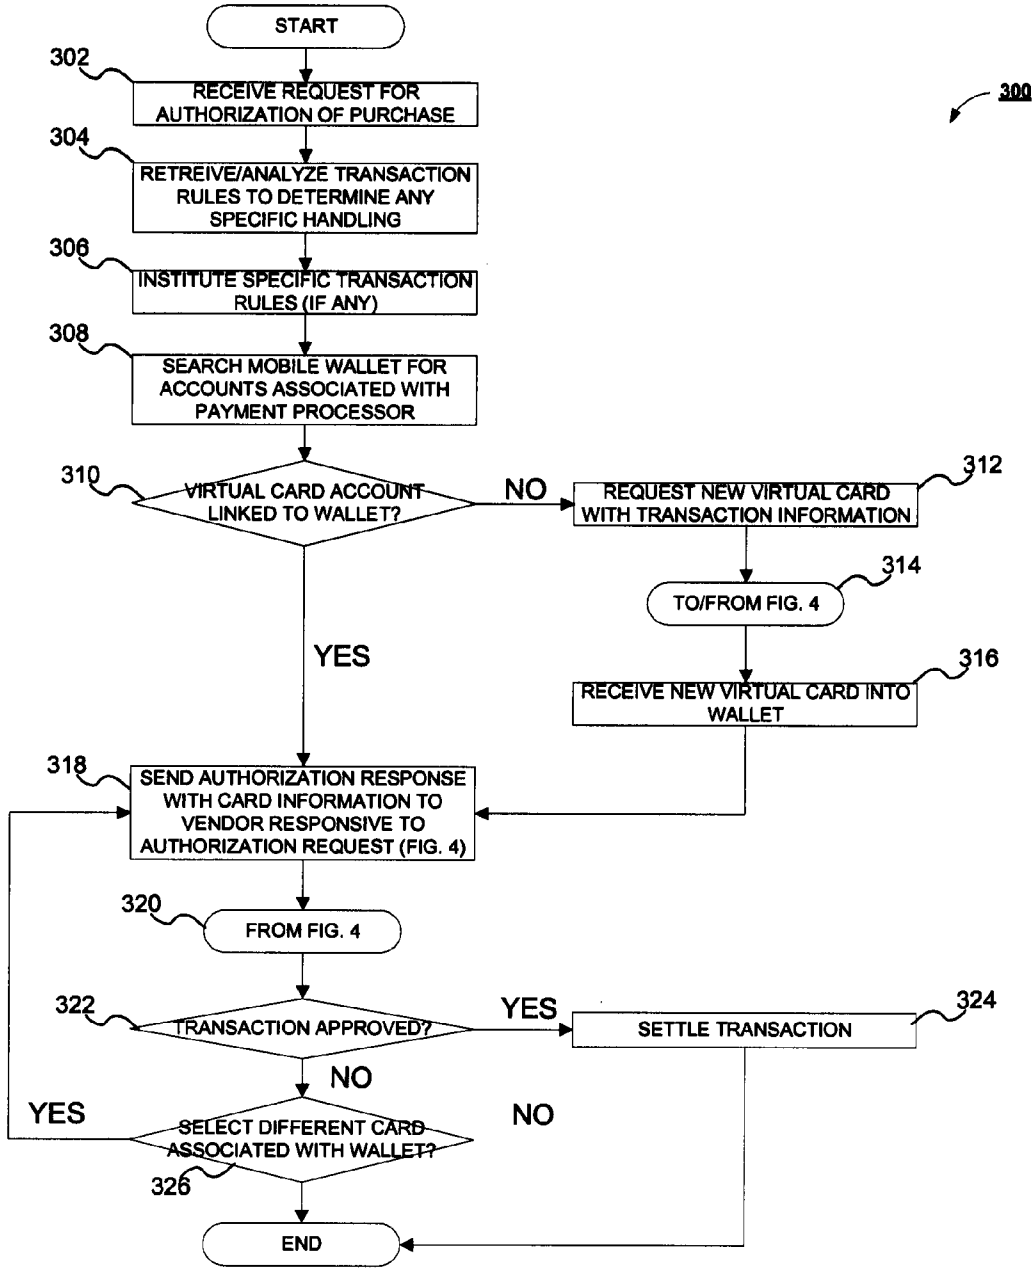 START
302
RECEIVE REQUEST FOR
AUTHORIZATION OF PURCHASE
300
304
RETREIVE/ANALYZE TRANSACTION
RULES TO DETERMINE ANY
SPECIFIC HANDLING
306
INSTITUTE SPECIFIC TRANSACTION
RULES (IF ANY)
308
SEARCH MOBILE WALLET FOR
ACCOUNTS ASSOCIATED WITH
PAYMENT PROCESSOR
310
VIRTUAL CARD ACCOUNT
LINKED TO WALLET?
NO
312
REQUEST NEW VIRTUAL CARD
WITH TRANSACTION INFORMATION
314
TO/FROM FIG. 4
YES
316
RECEIVE NEW VIRTUAL CARD INTO
WALLET
318
SEND AUTHORIZATION RESPONSE
WITH CARD INFORMATION TO
VENDOR RESPONSIVE TO
AUTHORIZATION REQUEST (FIG. 4)
320
FROM FIG. 4
322
TRANSACTION APPROVED?
YES
324
SETTLE TRANSACTION
NO
YES
SELECT DIFFERENT CARD
ASSOCIATED WITH WALLET?
NO
326
END